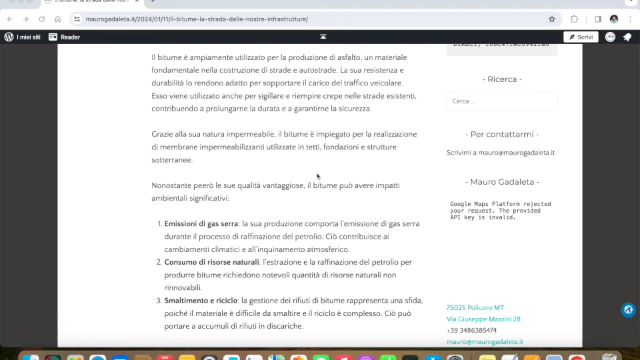 Il bitume, la strada delle nostre infrastrutture
maurogadaleta.it/2024/01/11/il-bitume-la-strada-delle-nostre-infrastrutture/
I miei siti
Reader
Scrivi
Il bitume è ampiamente utilizzato per la produzione di asfalto, un materiale
fondamentale nella costruzione di strade e autostrade. La sua resistenza e
durabilità lo rendono adatto per sopportare il carico del traffico veicolare.
Esso viene utilizzato anche per sigillare e riempire crepe nelle strade esistenti,
contribuendo a prolungarne la durata e a garantirne la sicurezza.
Grazie alla sua natura impermeabile, il bitume è impiegato per la realizzazione
di membrane impermeabilizzanti utilizzate in tetti, fondazioni e strutture
sotterranee.
Nonostante peerò le sue qualità vantaggiose, il bitume può avere impatti
ambientali significativi:
1. Emissioni di gas serra: la sua produzione comporta l'emissione di gas serra
durante il processo di raffinazione del petrolio. Ciò contribuisce ai
cambiamenti climatici e all'inquinamento atmosferico.
2. Consumo di risorse naturali: l'estrazione e la raffinazione del petrolio per
produrre bitume richiedono notevoli quantità di risorse naturali non
rinnovabili.
3. Smaltimento e riciclo: la gestione dei rifiuti di bitume rappresenta una sfida,
poiché il materiale è difficile da smaltire e il riciclo è complesso. Ciò può
portare a accumuli di rifiuti in discariche.
- Ricerca -
Cerca ...
- Per contattarmi -
Scrivimi a mauro@maurogadaleta.it
- Mauro Gadaleta -
Google Maps Platform rejected
your request. The provided
API key is invalid.
75025 Policoro MT
Via Giuseppe Mazzini 28
+39 3486385474
mauro@maurogadaleta.it